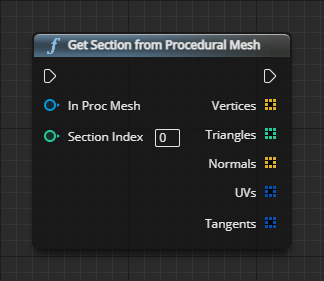 f Get Section from Procedural Mesh
In Proc Mesh Vertices
Section Index 0 Triangles
Normals
UVs
Tangents